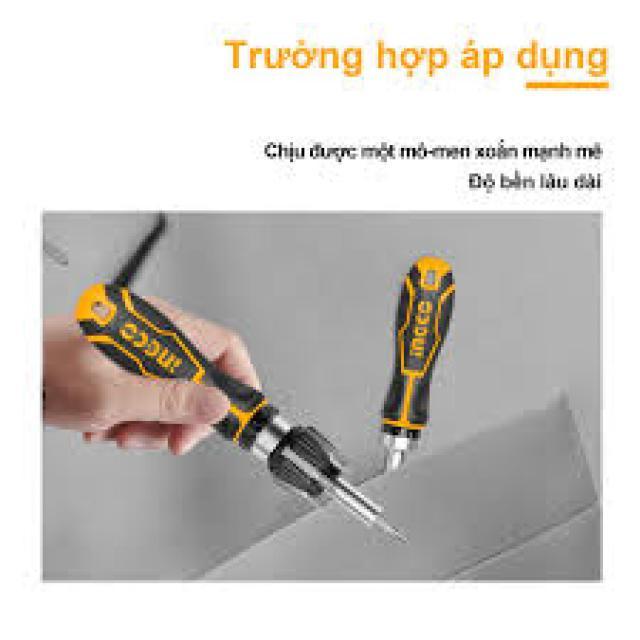 Trường hợp áp dụng
Chịu được một mô-men xoắn mạnh mẽ
Độ bền lâu dài
INGCO
INGCO